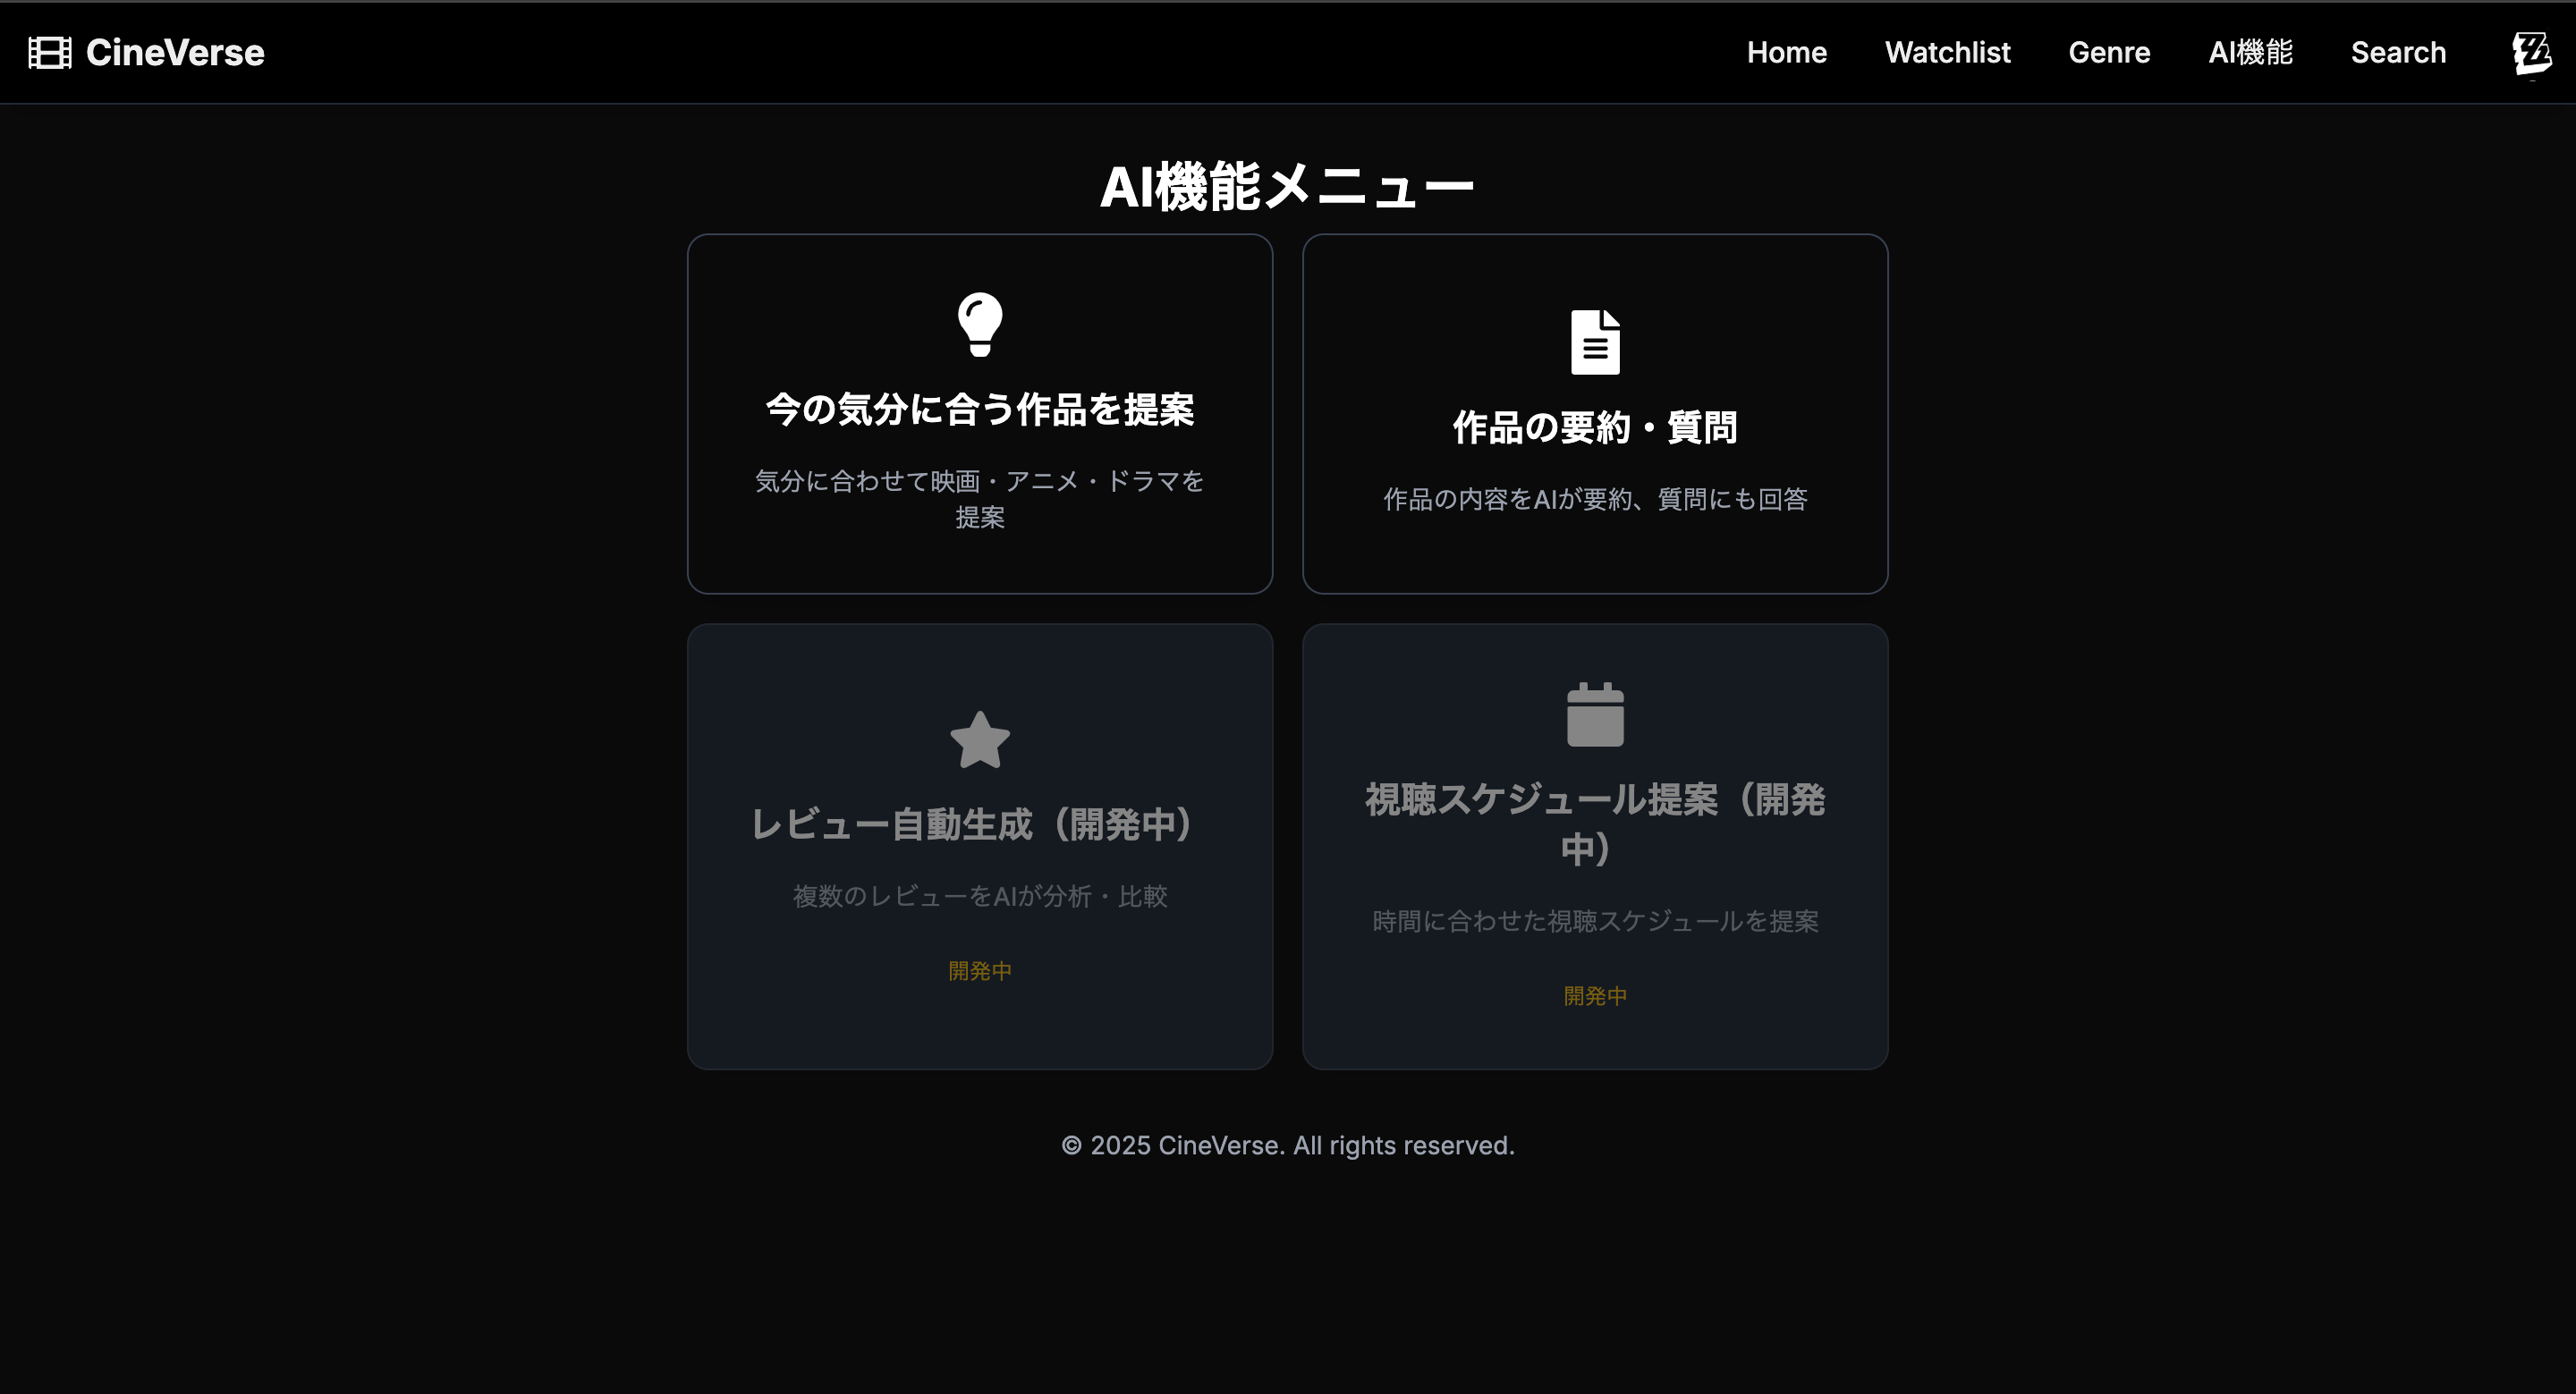 CineVerse
Home
Watchlist
Genre
AI機能
Search
AI機能メニュー
今の気分に合う作品を提案
気分に合わせて映画・アニメ・ドラマを
提案
作品の要約・質問
作品の内容をAIが要約、質問にも回答
レビュー自動生成（開発中）
複数のレビューをAIが分析・比較
開発中
視聴スケジュール提案（開発
中）
時間に合わせた視聴スケジュールを提案
開発中
© 2025 CineVerse. All rights reserved.